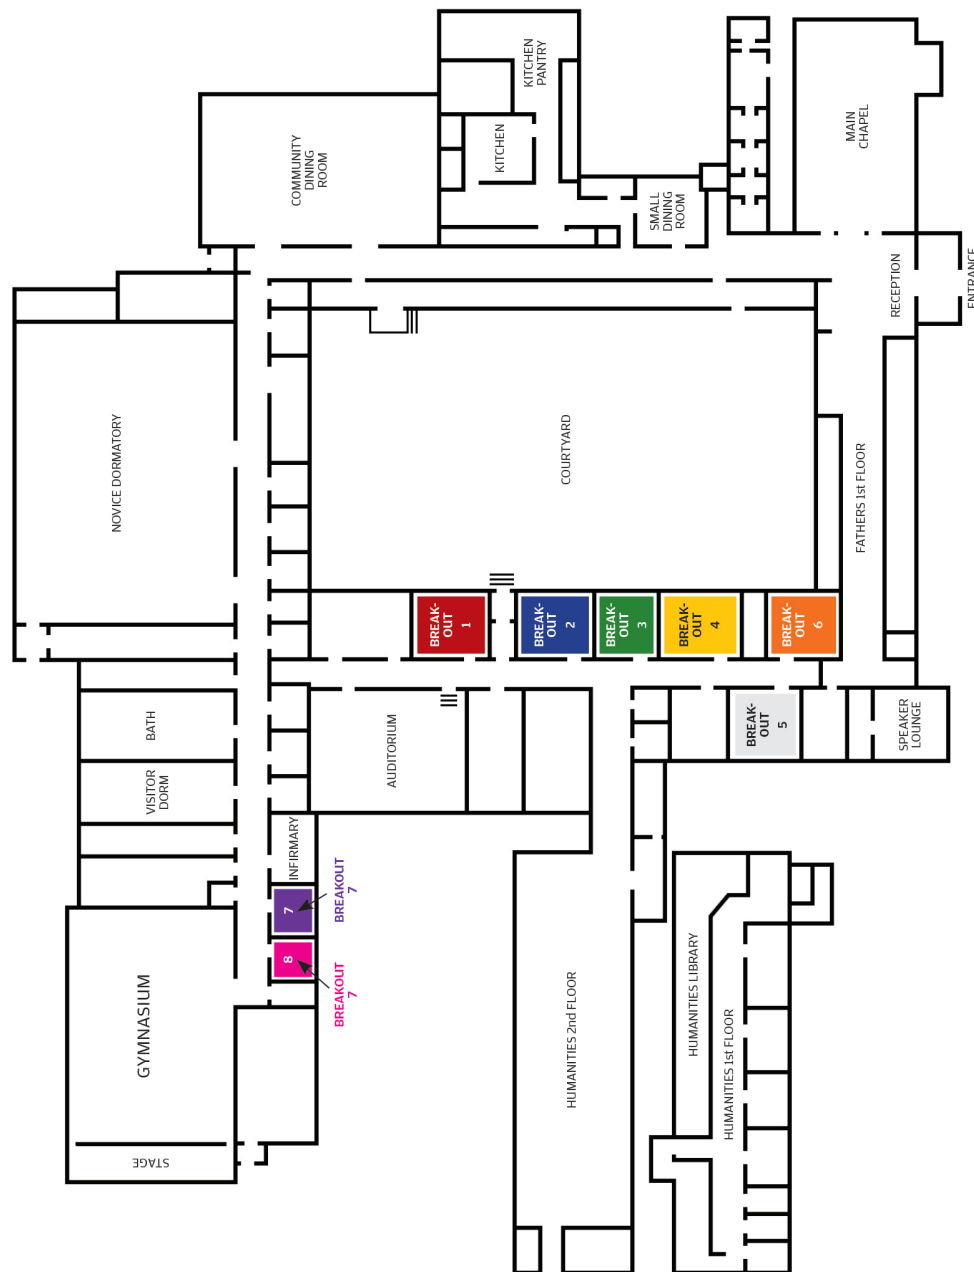 KITCHEN
PANTRY
KITCHEN
COMMUNITY
DINING
ROOM
SMALL
DINING
ROOM
MAIN
CHAPEL
RECEPTION
ENTRANCE
NOVICE DORMATORY
COURTYARD
FATHERS 1st FLOOR
BREAK-
OUT
1
BREAK-
OUT
2
BREAK-
OUT
3
BREAK-
OUT
4
BREAK-
OUT
6
BREAK-
OUT
5
SPEAKER
LOUNGE
BATH
VISITOR
DORM
AUDITORIUM
INFIRMARY
7
BREAKOUT
7
8
BREAKOUT
7
GYMNASIUM
STAGE
HUMANITIES 2nd FLOOR
HUMANITIES LIBRARY
HUMANITIES 1st FLOOR